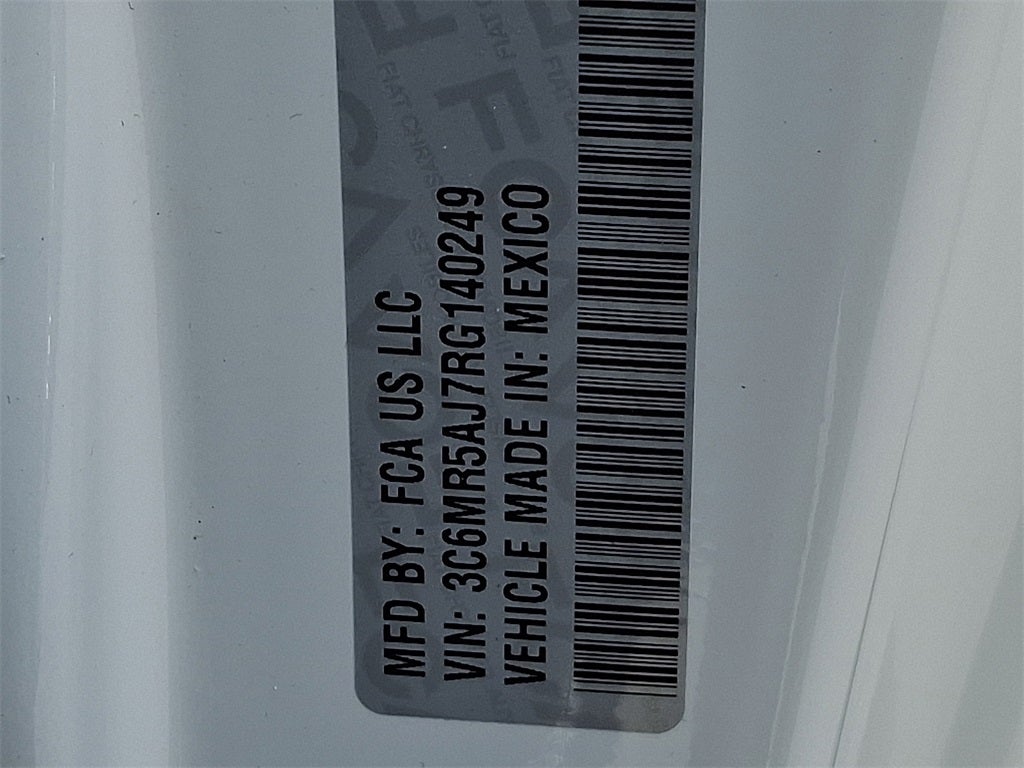 MFD BY: FCA US LLC
VIN: 3C6MR5AJ7RG140249
VEHICLE MADE IN: MEXICO